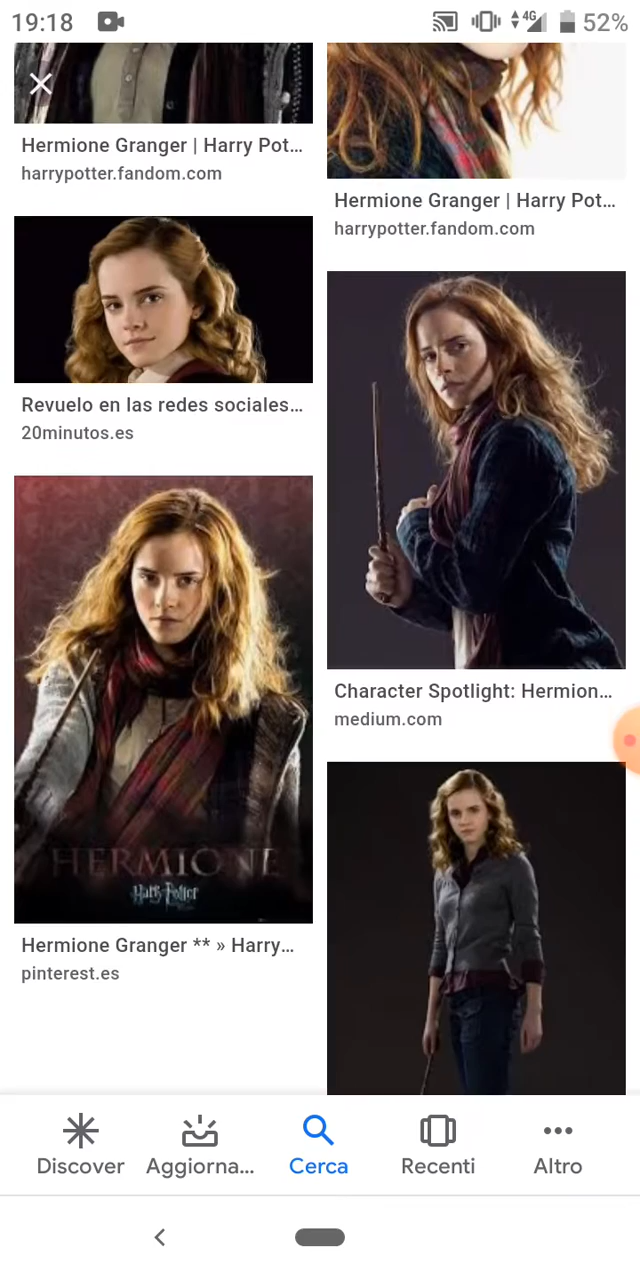 19:18
4G
52%
Hermione Granger | Harry Pot...
harrypotter.fandom.com
Hermione Granger | Harry Pot...
harrypotter.fandom.com
Revuelo en las redes sociales...
20minutos.es
HERMIONE
Harry Potter
Character Spotlight: Hermion...
medium.com
Hermione Granger ** » Harry...
pinterest.es
Discover
Aggiorna...
Cerca
Recenti
Altro